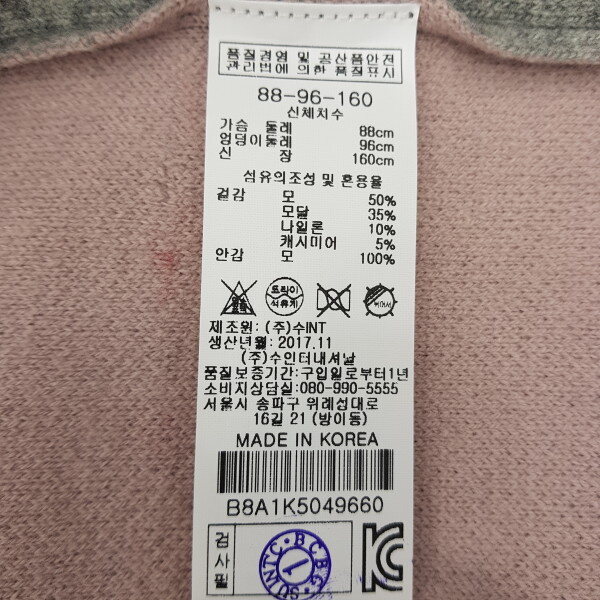 품질경영 및 공산품안전
관리법에 의한 품질표시
88-96-160
신체치수
가슴 둘레 88cm
엉덩이둘레 96cm
신 장 160cm
섬유의조성 및 혼용율
겉감 모 50%
모달 35%
나일론 10%
캐시미어 5%
안감 모 100%
드라이
석유계
제조원: (주)수INT
생산년월: 2017.11
(주)수인터내셔날
품질보증기간: 구입일로부터1년
소비지상담실:080-990-5555
서울시 송파구 위례성대로
16길 21 (방이동)
MADE IN KOREA
B8A1K5049660
검사필
SUINTC·BCBG·
1